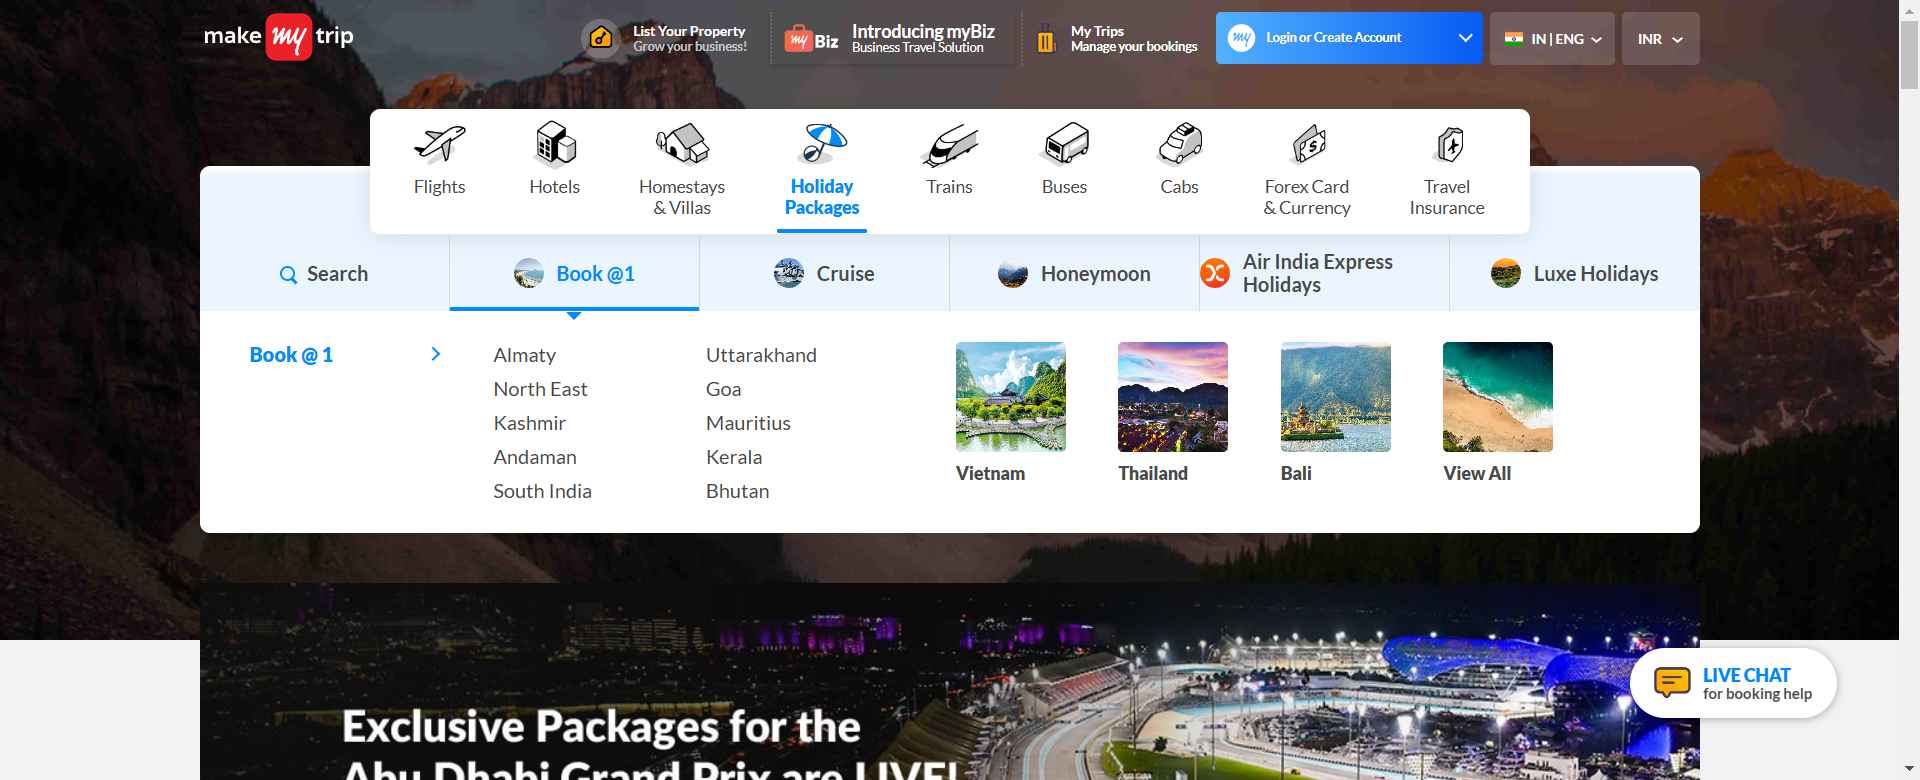 make my trip
List Your Property
Grow your business!
my Biz
Introducing myBiz
Business Travel Solution
My Trips
Manage your bookings
my
Login or Create Account
IN | ENG
INR
Flights
Hotels
Homestays
& Villas
Holiday
Packages
Trains
Buses
Cabs
Forex Card
& Currency
Travel
Insurance
Search
Book @1
Cruise
Honeymoon
Air India Express
Holidays
Luxe Holidays
Book @ 1
Almaty
North East
Kashmir
Andaman
South India
Uttarakhand
Goa
Mauritius
Kerala
Bhutan
Vietnam
Thailand
Bali
View All
LIVE CHAT
for booking help
Exclusive Packages for the
Abu Dhabi Grand Prix are LIVE!